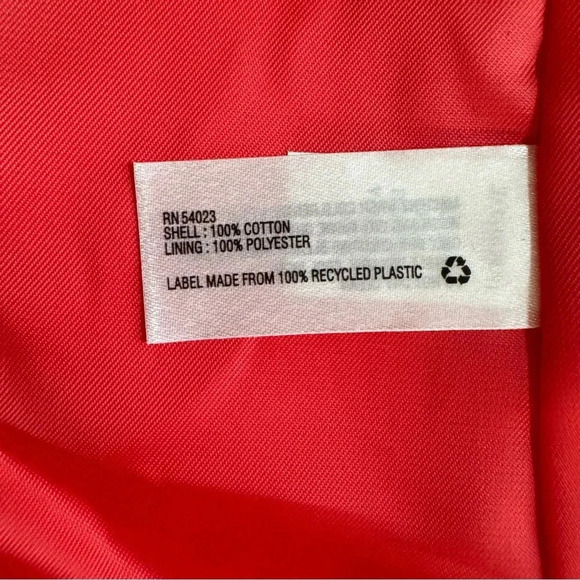 RN 54023
SHELL : 100% COTTON
LINING : 100% POLYESTER
LABEL MADE FROM 100% RECYCLED PLASTIC